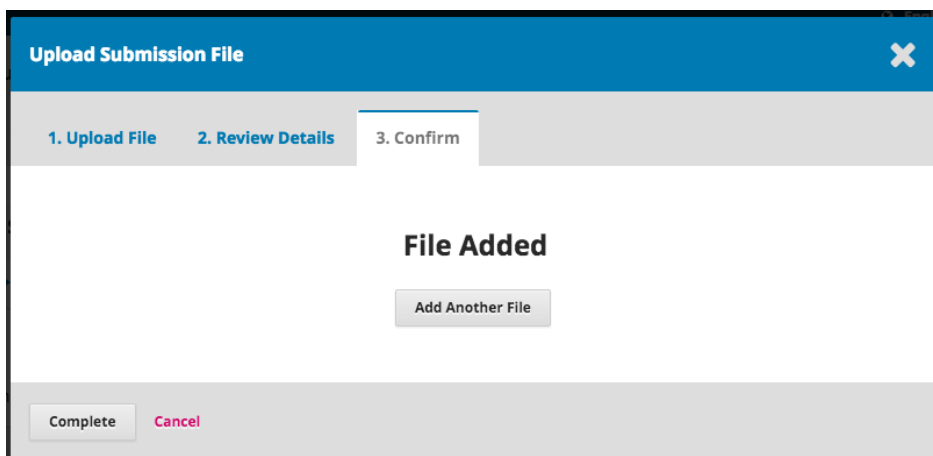 Upload Submission File
1. Upload File 2. Review Details 3. Confirm
File Added
Add Another File
Complete Cancel